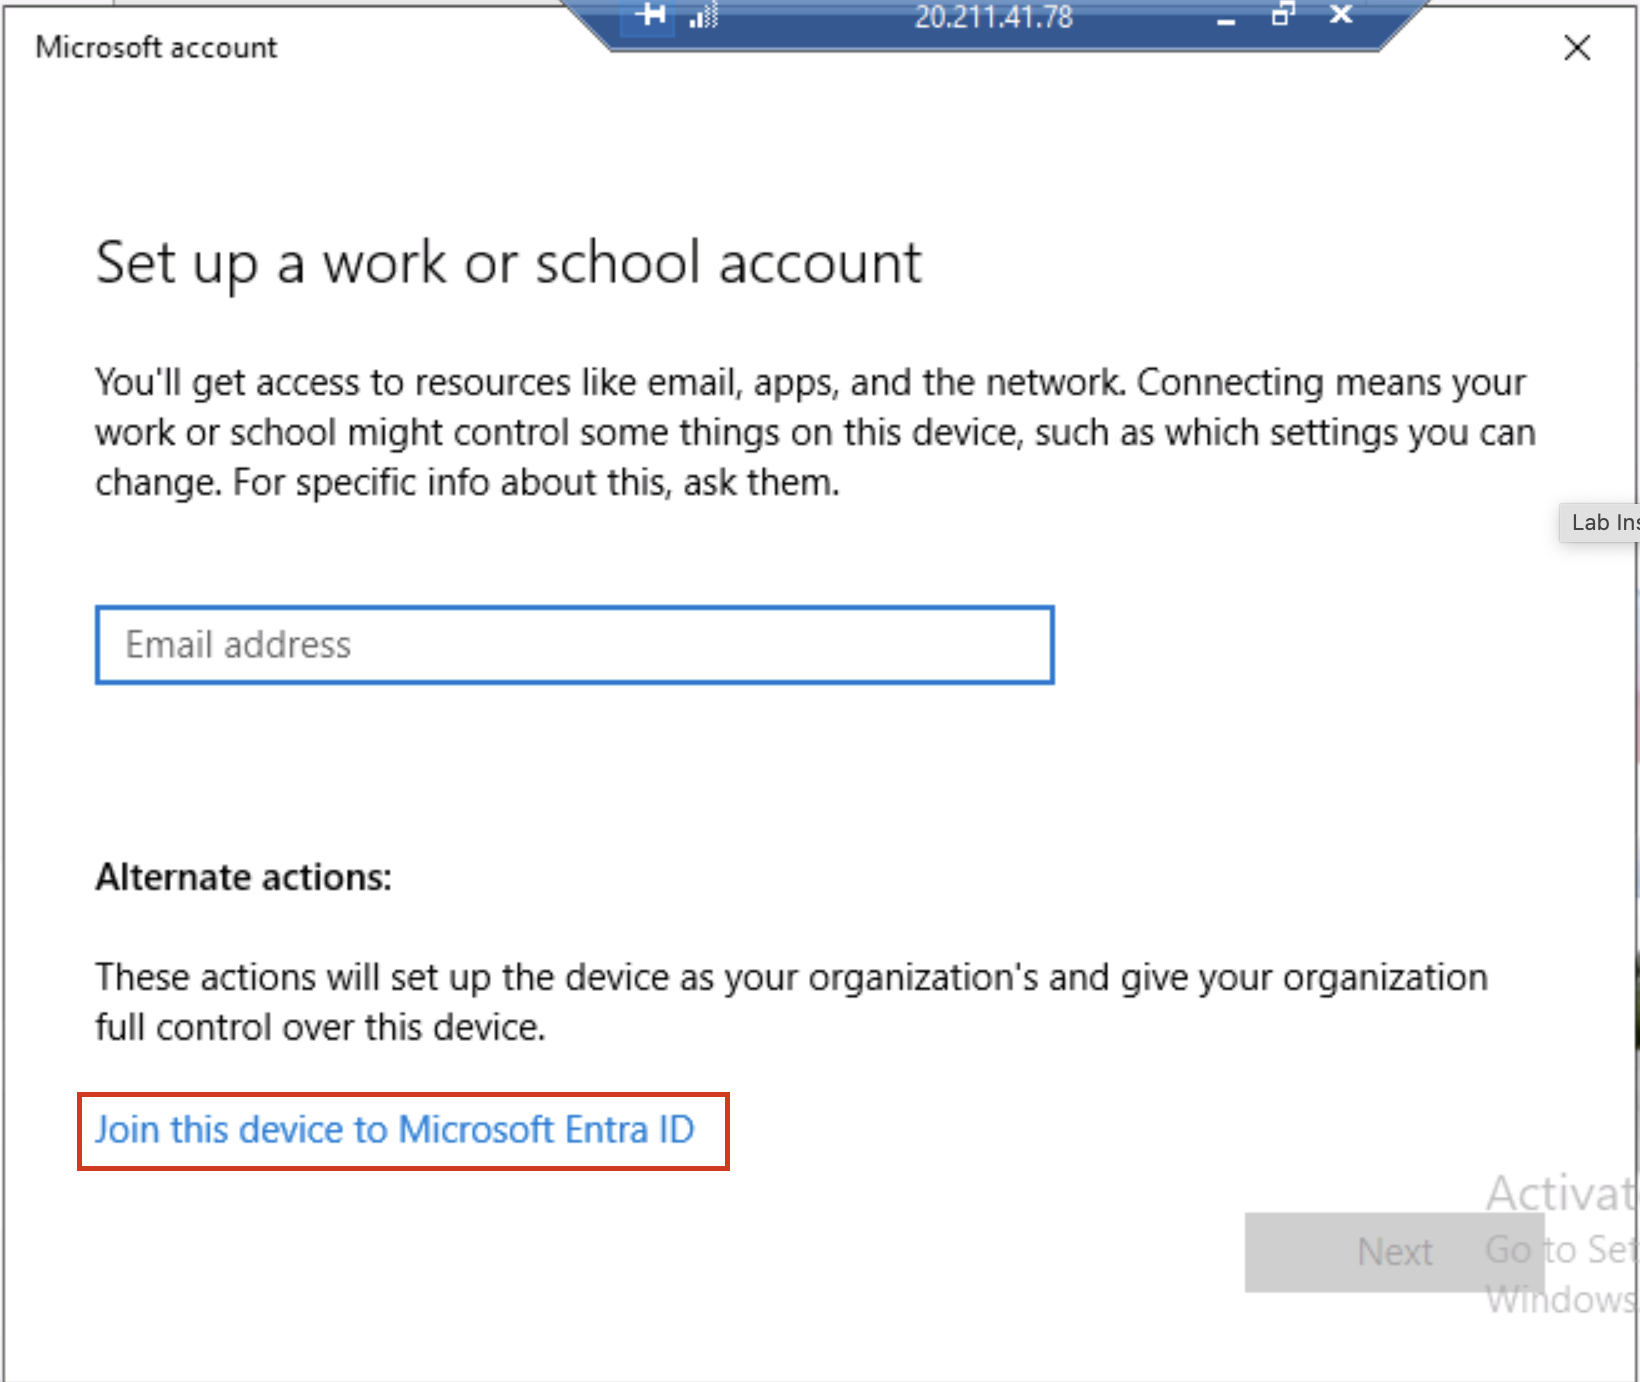 20.211.41.78
Microsoft account
Set up a work or school account
You'll get access to resources like email, apps, and the network. Connecting means your
work or school might control some things on this device, such as which settings you can
change. For specific info about this, ask them.
Lab Ins
Email address
Alternate actions:
These actions will set up the device as your organization's and give your organization
full control over this device.
Join this device to Microsoft Entra ID
Activat
Next
Go to Set
Windows